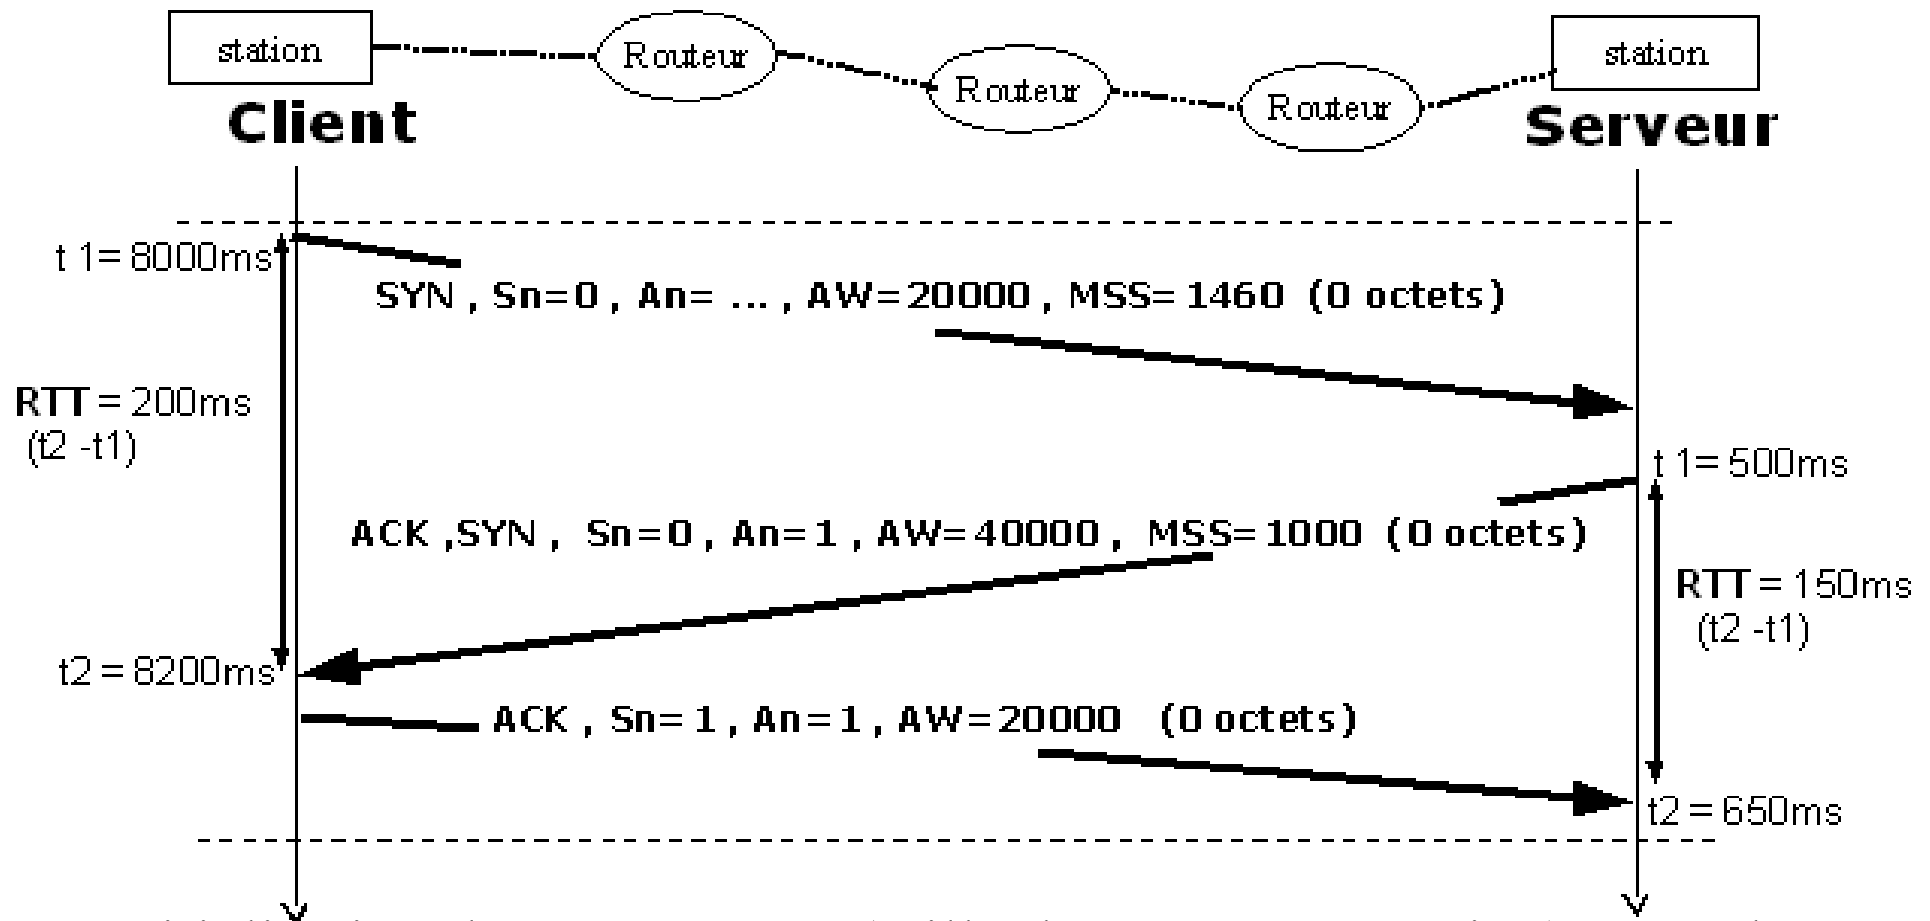 station
Routeur
Routeur
Routeur
station
Client
Serveur
t 1= 8000ms
SYN , Sn=0 , An= ... , AW=20000 , MSS= 1460 (0 octets)
RTT = 200ms
(t2 -t1)
t 1= 500ms
ACK ,SYN , Sn=0 , An=1 , AW=40000 , MSS=1000 (0 octets)
RTT = 150ms
(t2 -t1)
t2 = 8200ms
ACK , Sn= 1 , An=1 , AW=20000 (0 octets)
t2 = 650ms